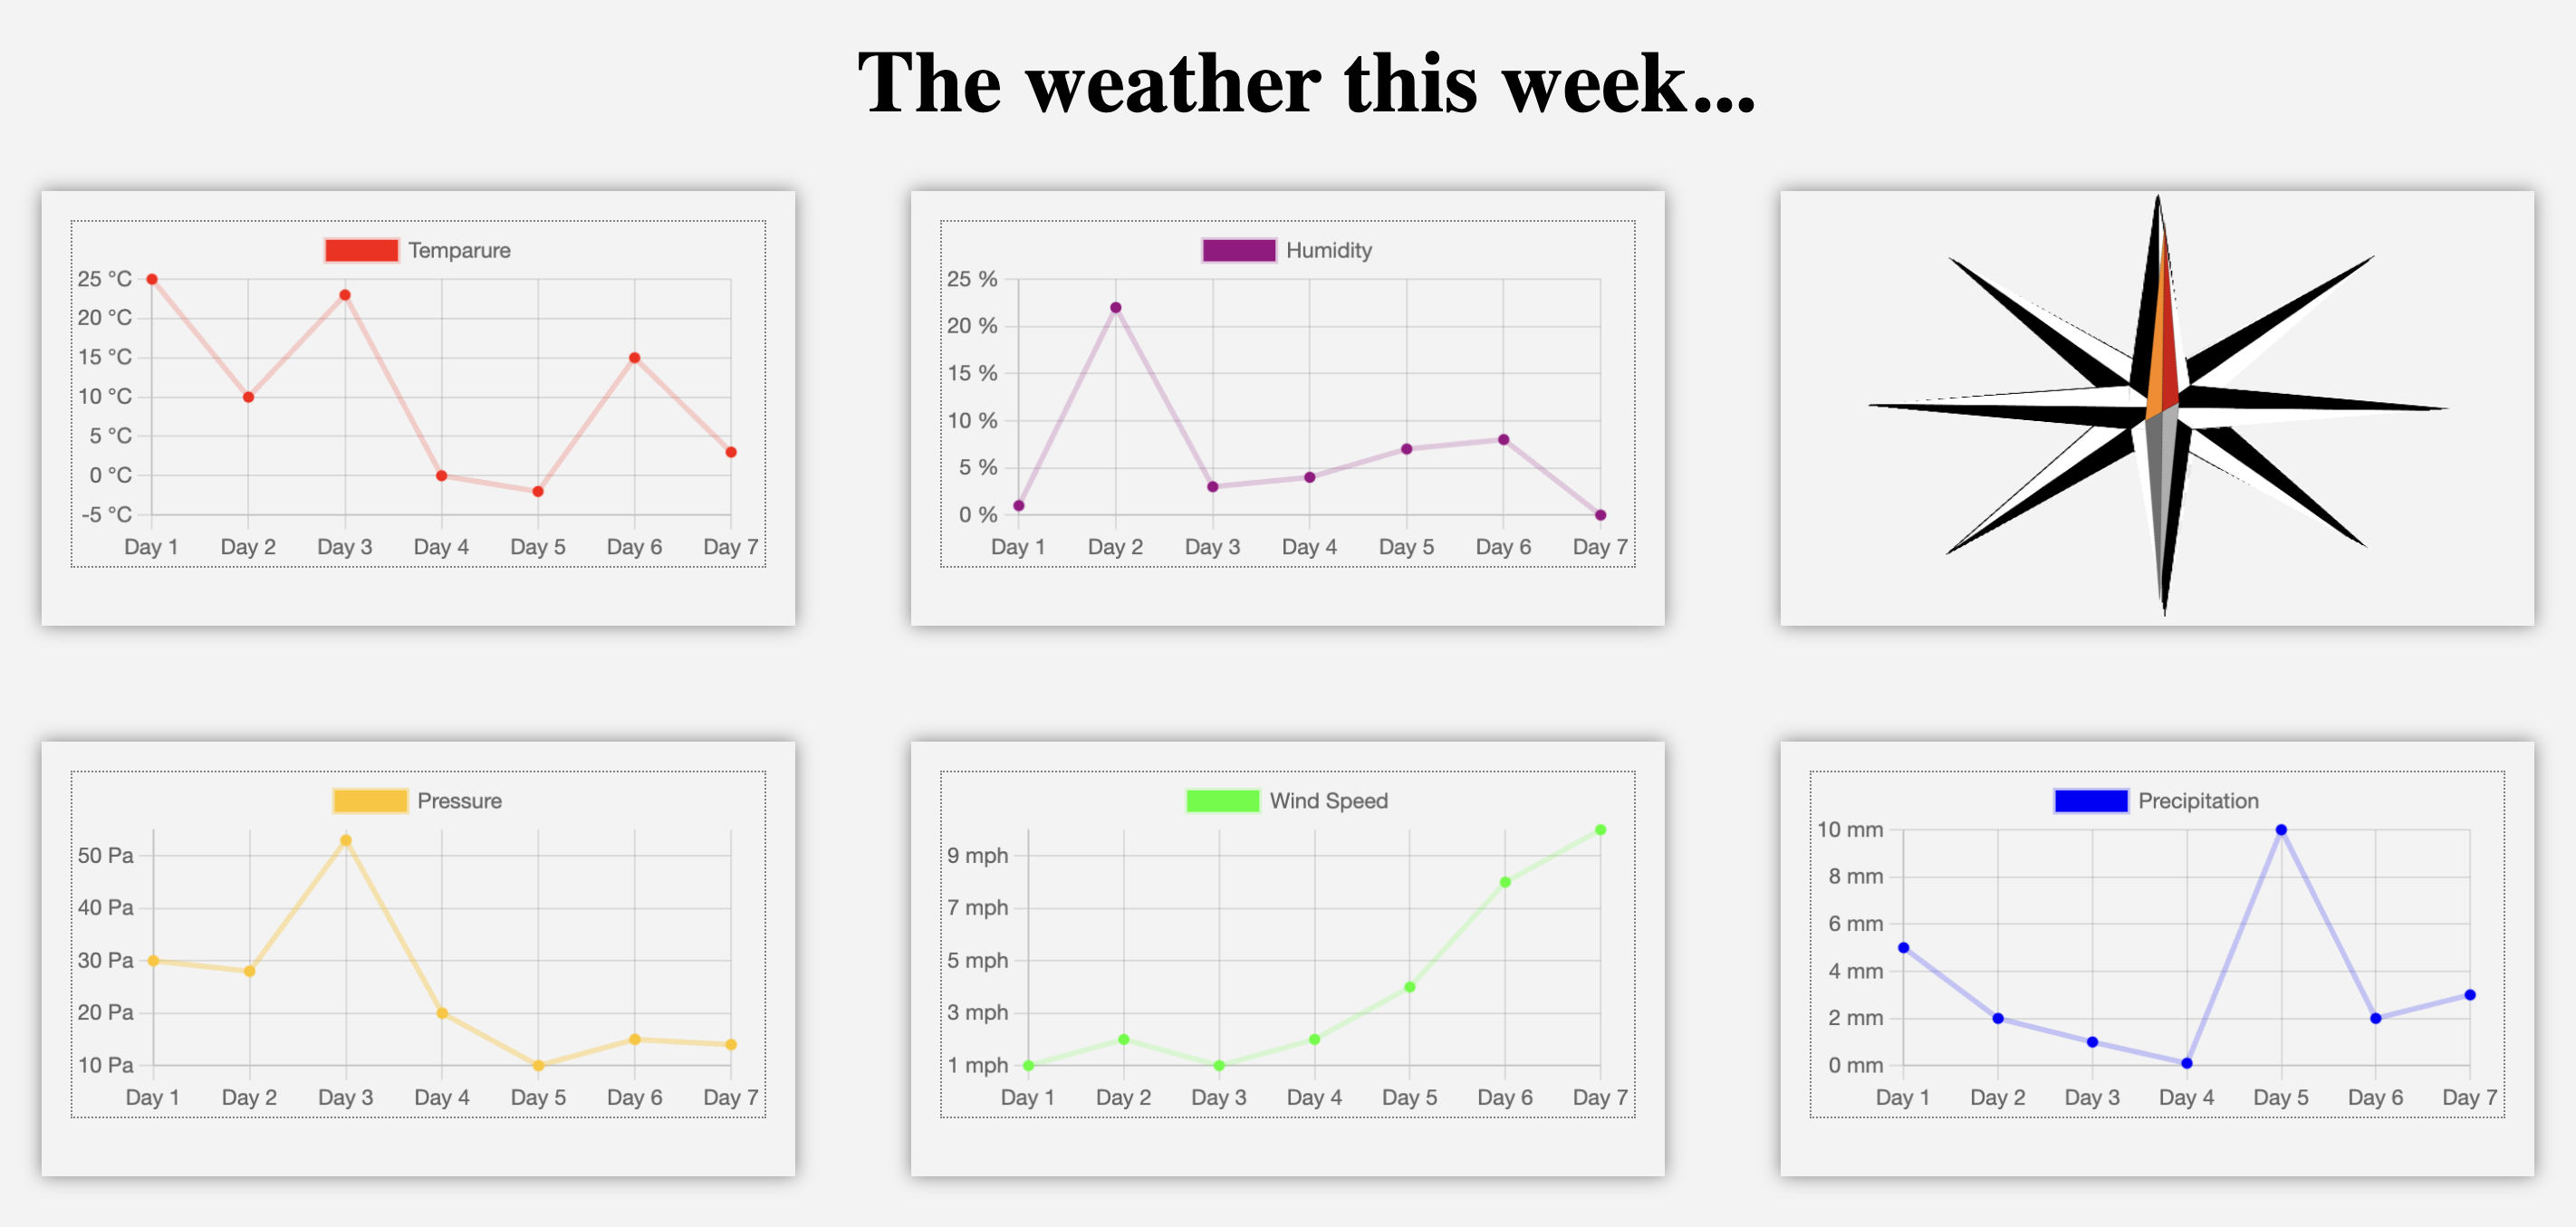 The weather this week...
Temparure
25 °C
20 °C
15 °C
10 °C
5 °C
0 °C
-5 °C
Day 1 Day 2 Day 3 Day 4 Day 5 Day 6 Day 7
Humidity
25 %
20 %
15 %
10 %
5 %
0 %
Day 1 Day 2 Day 3 Day 4 Day 5 Day 6 Day 7
Pressure
50 Pa
40 Pa
30 Pa
20 Pa
10 Pa
Day 1 Day 2 Day 3 Day 4 Day 5 Day 6 Day 7
Wind Speed
9 mph
7 mph
5 mph
3 mph
1 mph
Day 1 Day 2 Day 3 Day 4 Day 5 Day 6 Day 7
Precipitation
10 mm
8 mm
6 mm
4 mm
2 mm
0 mm
Day 1 Day 2 Day 3 Day 4 Day 5 Day 6 Day 7